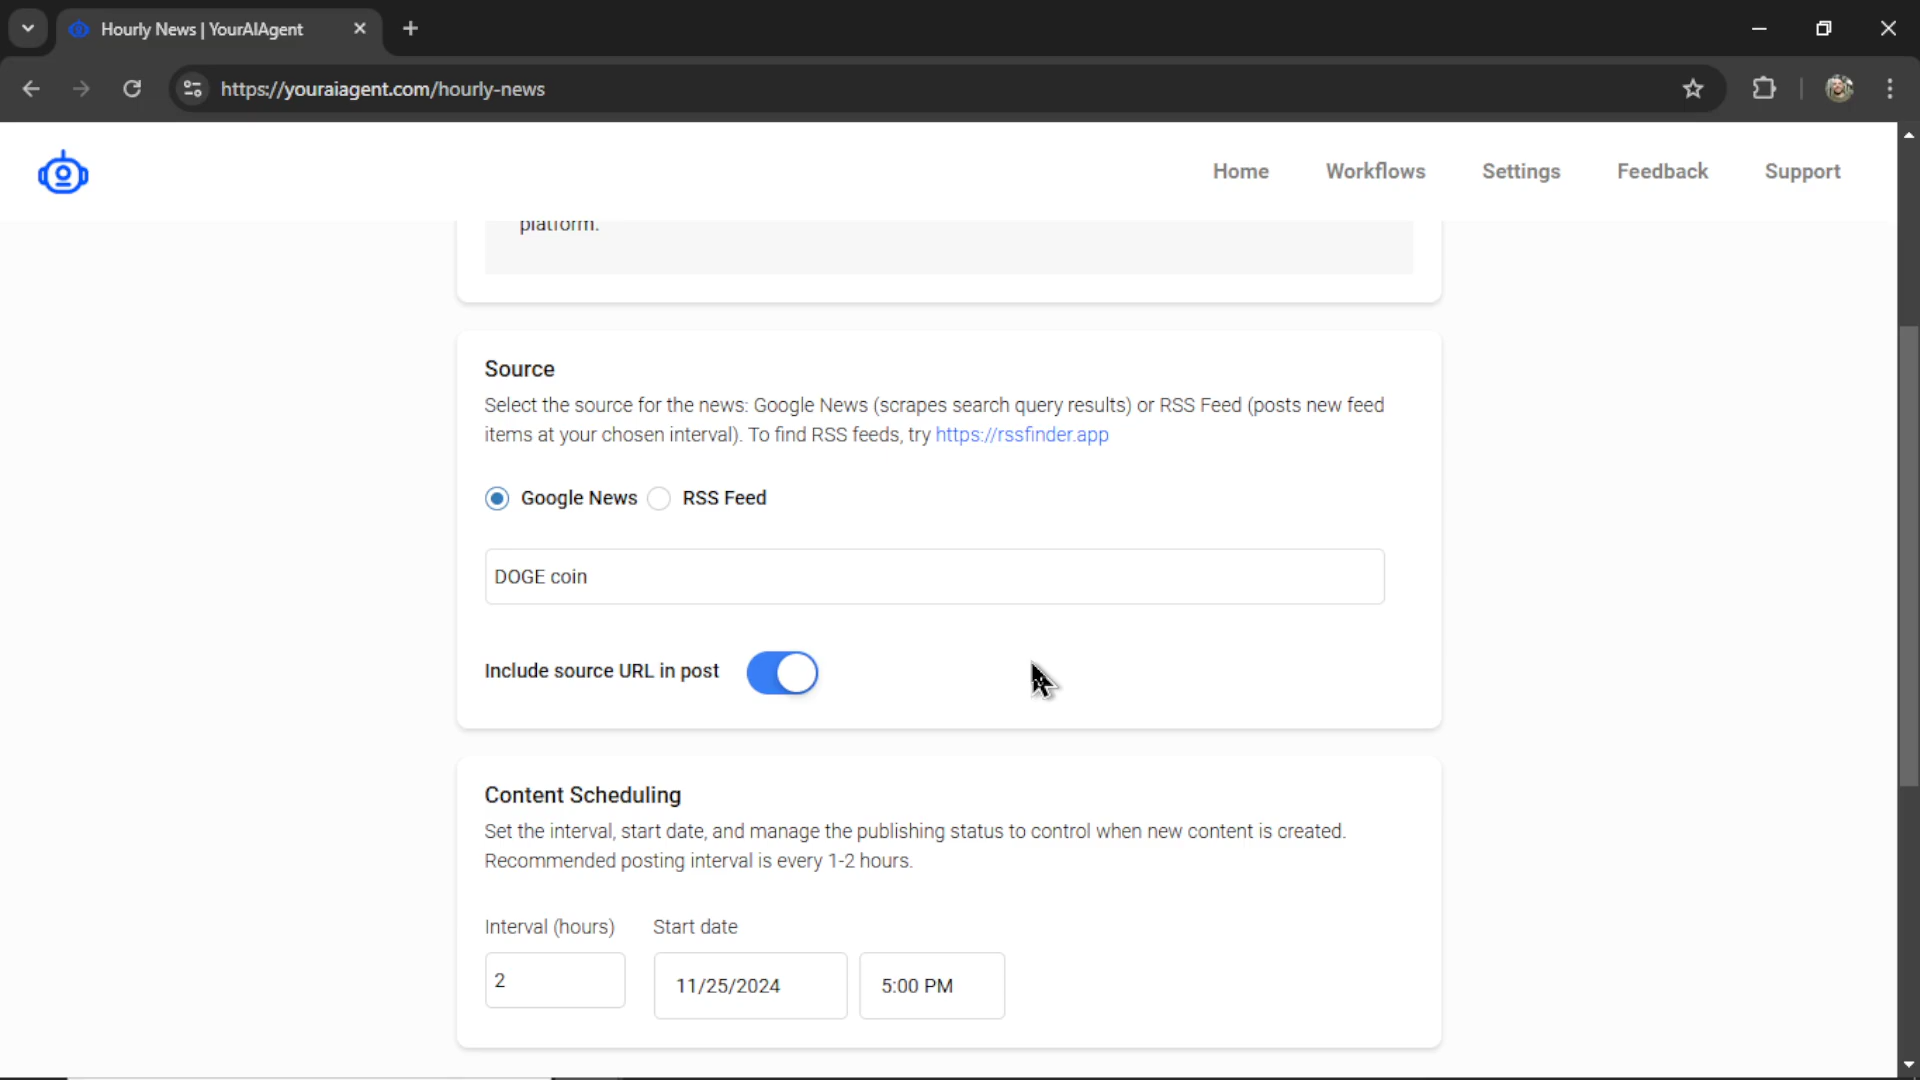 Hourly News | YourAIAgent
https://youraiagent.com/hourly-news
Home Workflows Settings Feedback Support
platform.
Source
Select the source for the news: Google News (scrapes search query results) or RSS Feed (posts new feed
items at your chosen interval). To find RSS feeds, try https://rssfinder.app
Google News RSS Feed
DOGE coin
Include source URL in post
Content Scheduling
Set the interval, start date, and manage the publishing status to control when new content is created.
Recommended posting interval is every 1-2 hours.
Interval (hours) Start date
2 11/25/2024 5:00 PM